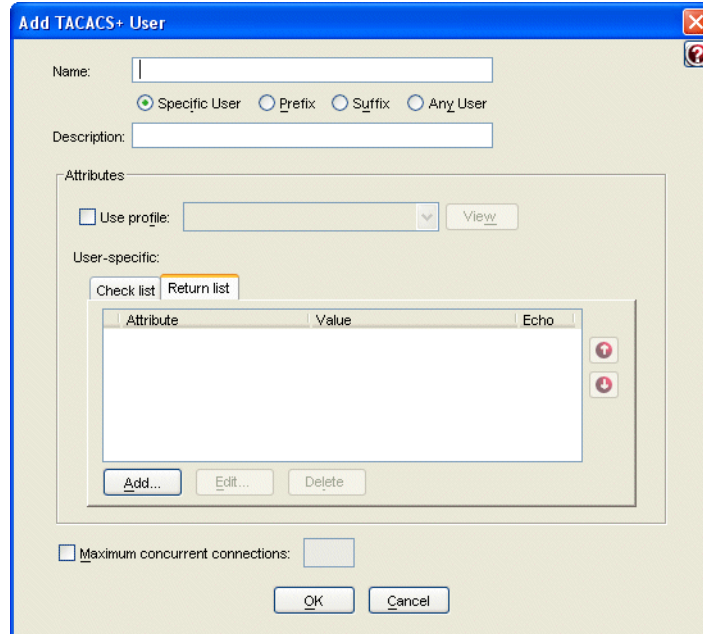 Add TACACS+ User
Name:
Specific User Prefix Suffix Any User
Description:
Attributes
Use profile: View
User-specific:
Check list Return list
Attribute Value Echo
Add... Edit... Delete
Maximum concurrent connections:
OK Cancel